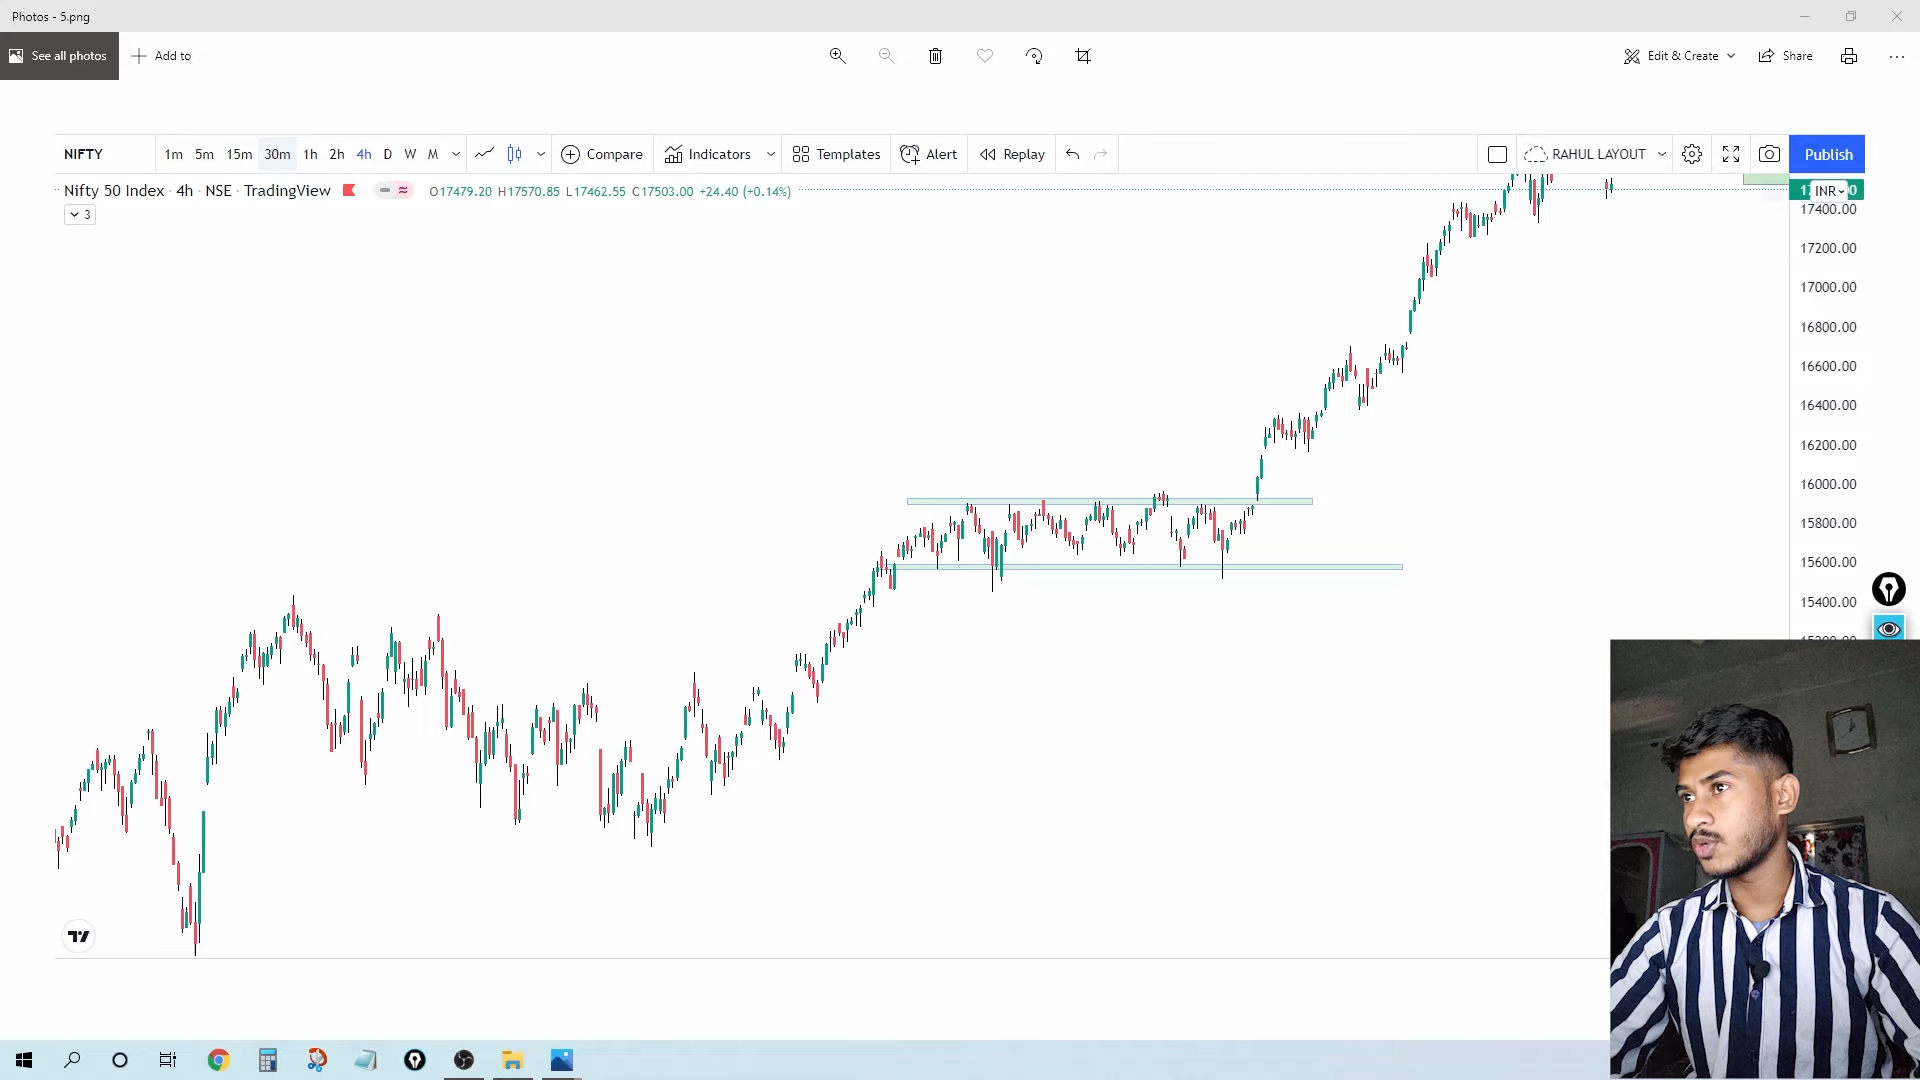 Photos - 5.png
See all photos
Add to
Edit & Create
Share
NIFTY
1m 5m 15m 30m 1h 2h 4h D W M
Compare
Indicators
Templates
Alert
Replay
RAHUL LAYOUT
Publish
Nifty 50 Index · 4h · NSE · TradingView
O17479.20 H17570.85 L17462.55 C17503.00 +24.40 (+0.14%)
INR
3
17400.00
17200.00
17000.00
16800.00
16600.00
16400.00
16200.00
16000.00
15800.00
15600.00
15400.00